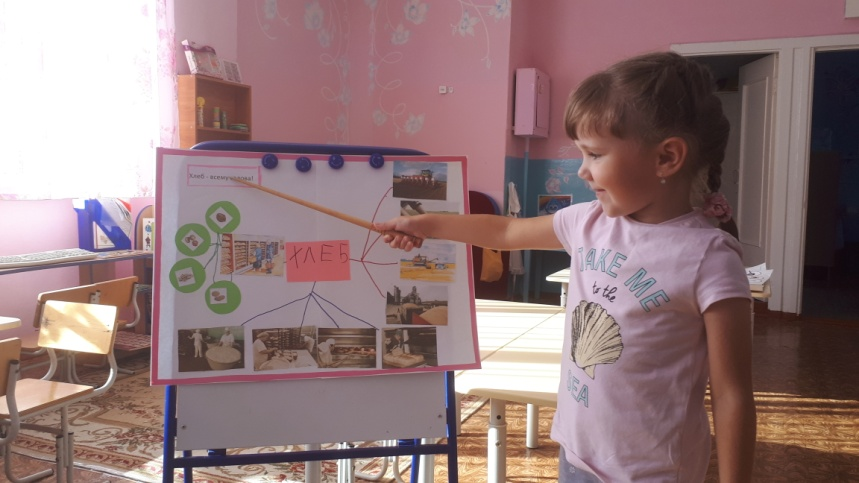 Хлеб - всему голова!
ХЛЕБ
TAKE ME
to the
SEA